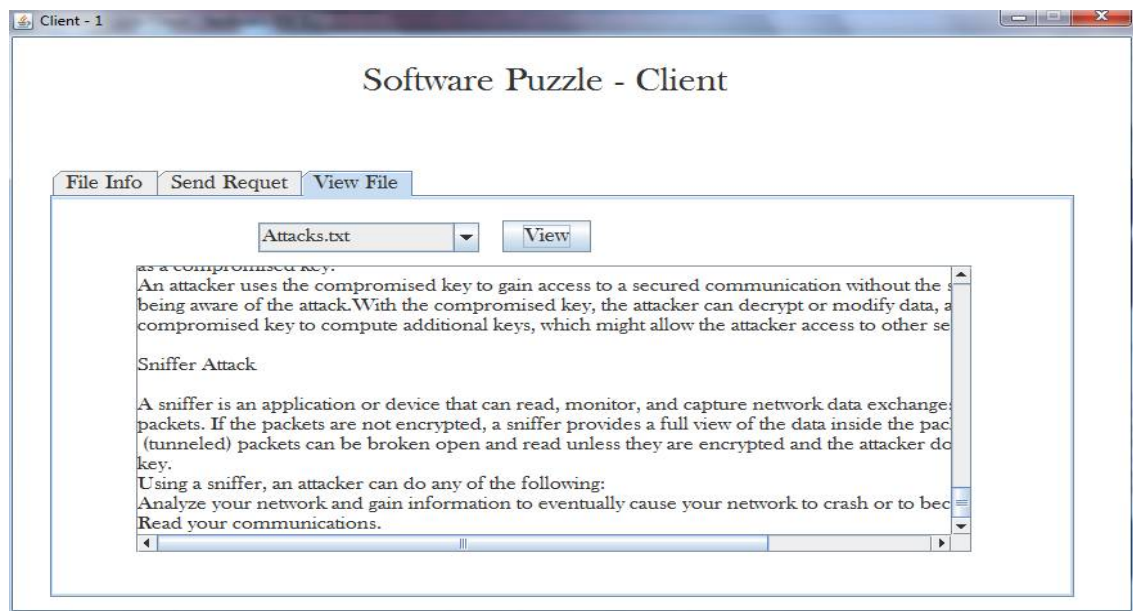 Client - 1
Software Puzzle - Client
File Info Send Requet View File
Attacks.txt View
as a compromised key.
An attacker uses the compromised key to gain access to a secured communication without the
being aware of the attack.With the compromised key, the attacker can decrypt or modify data,
compromised key to compute additional keys, which might allow the attacker access to other
Sniffer Attack
A sniffer is an application or device that can read, monitor, and capture network data
packets. If the packets are not encrypted, a sniffer provides a full view of the data inside the
(tunneled) packets can be broken open and read unless they are encrypted and the attacker
key.
Using a sniffer, an attacker can do any of the following:
Analyze your network and gain information to eventually cause your network to crash or to
Read your communications.